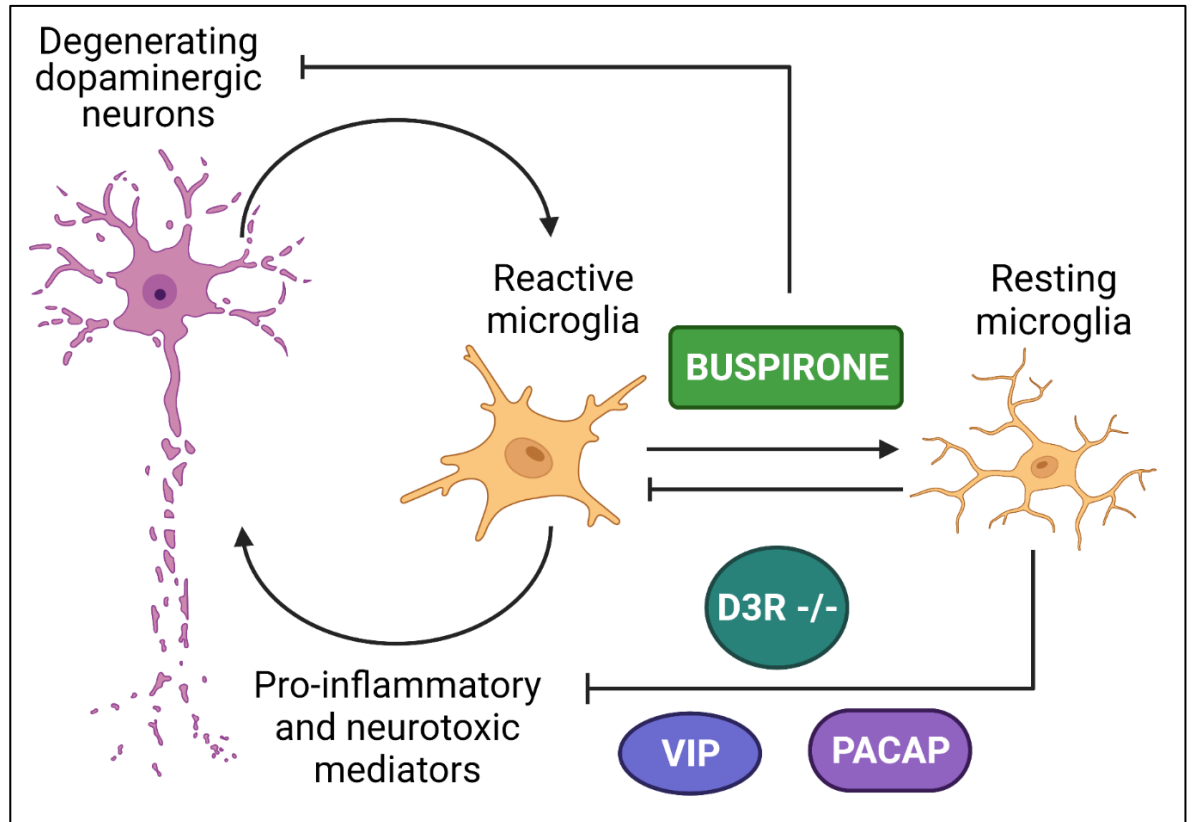 Degenerating
dopaminergic
neurons
Reactive
microglia
Resting
microglia
BUSPIRONE
D3R -/-
Pro-inflammatory
and neurotoxic
mediators
VIP
PACAP